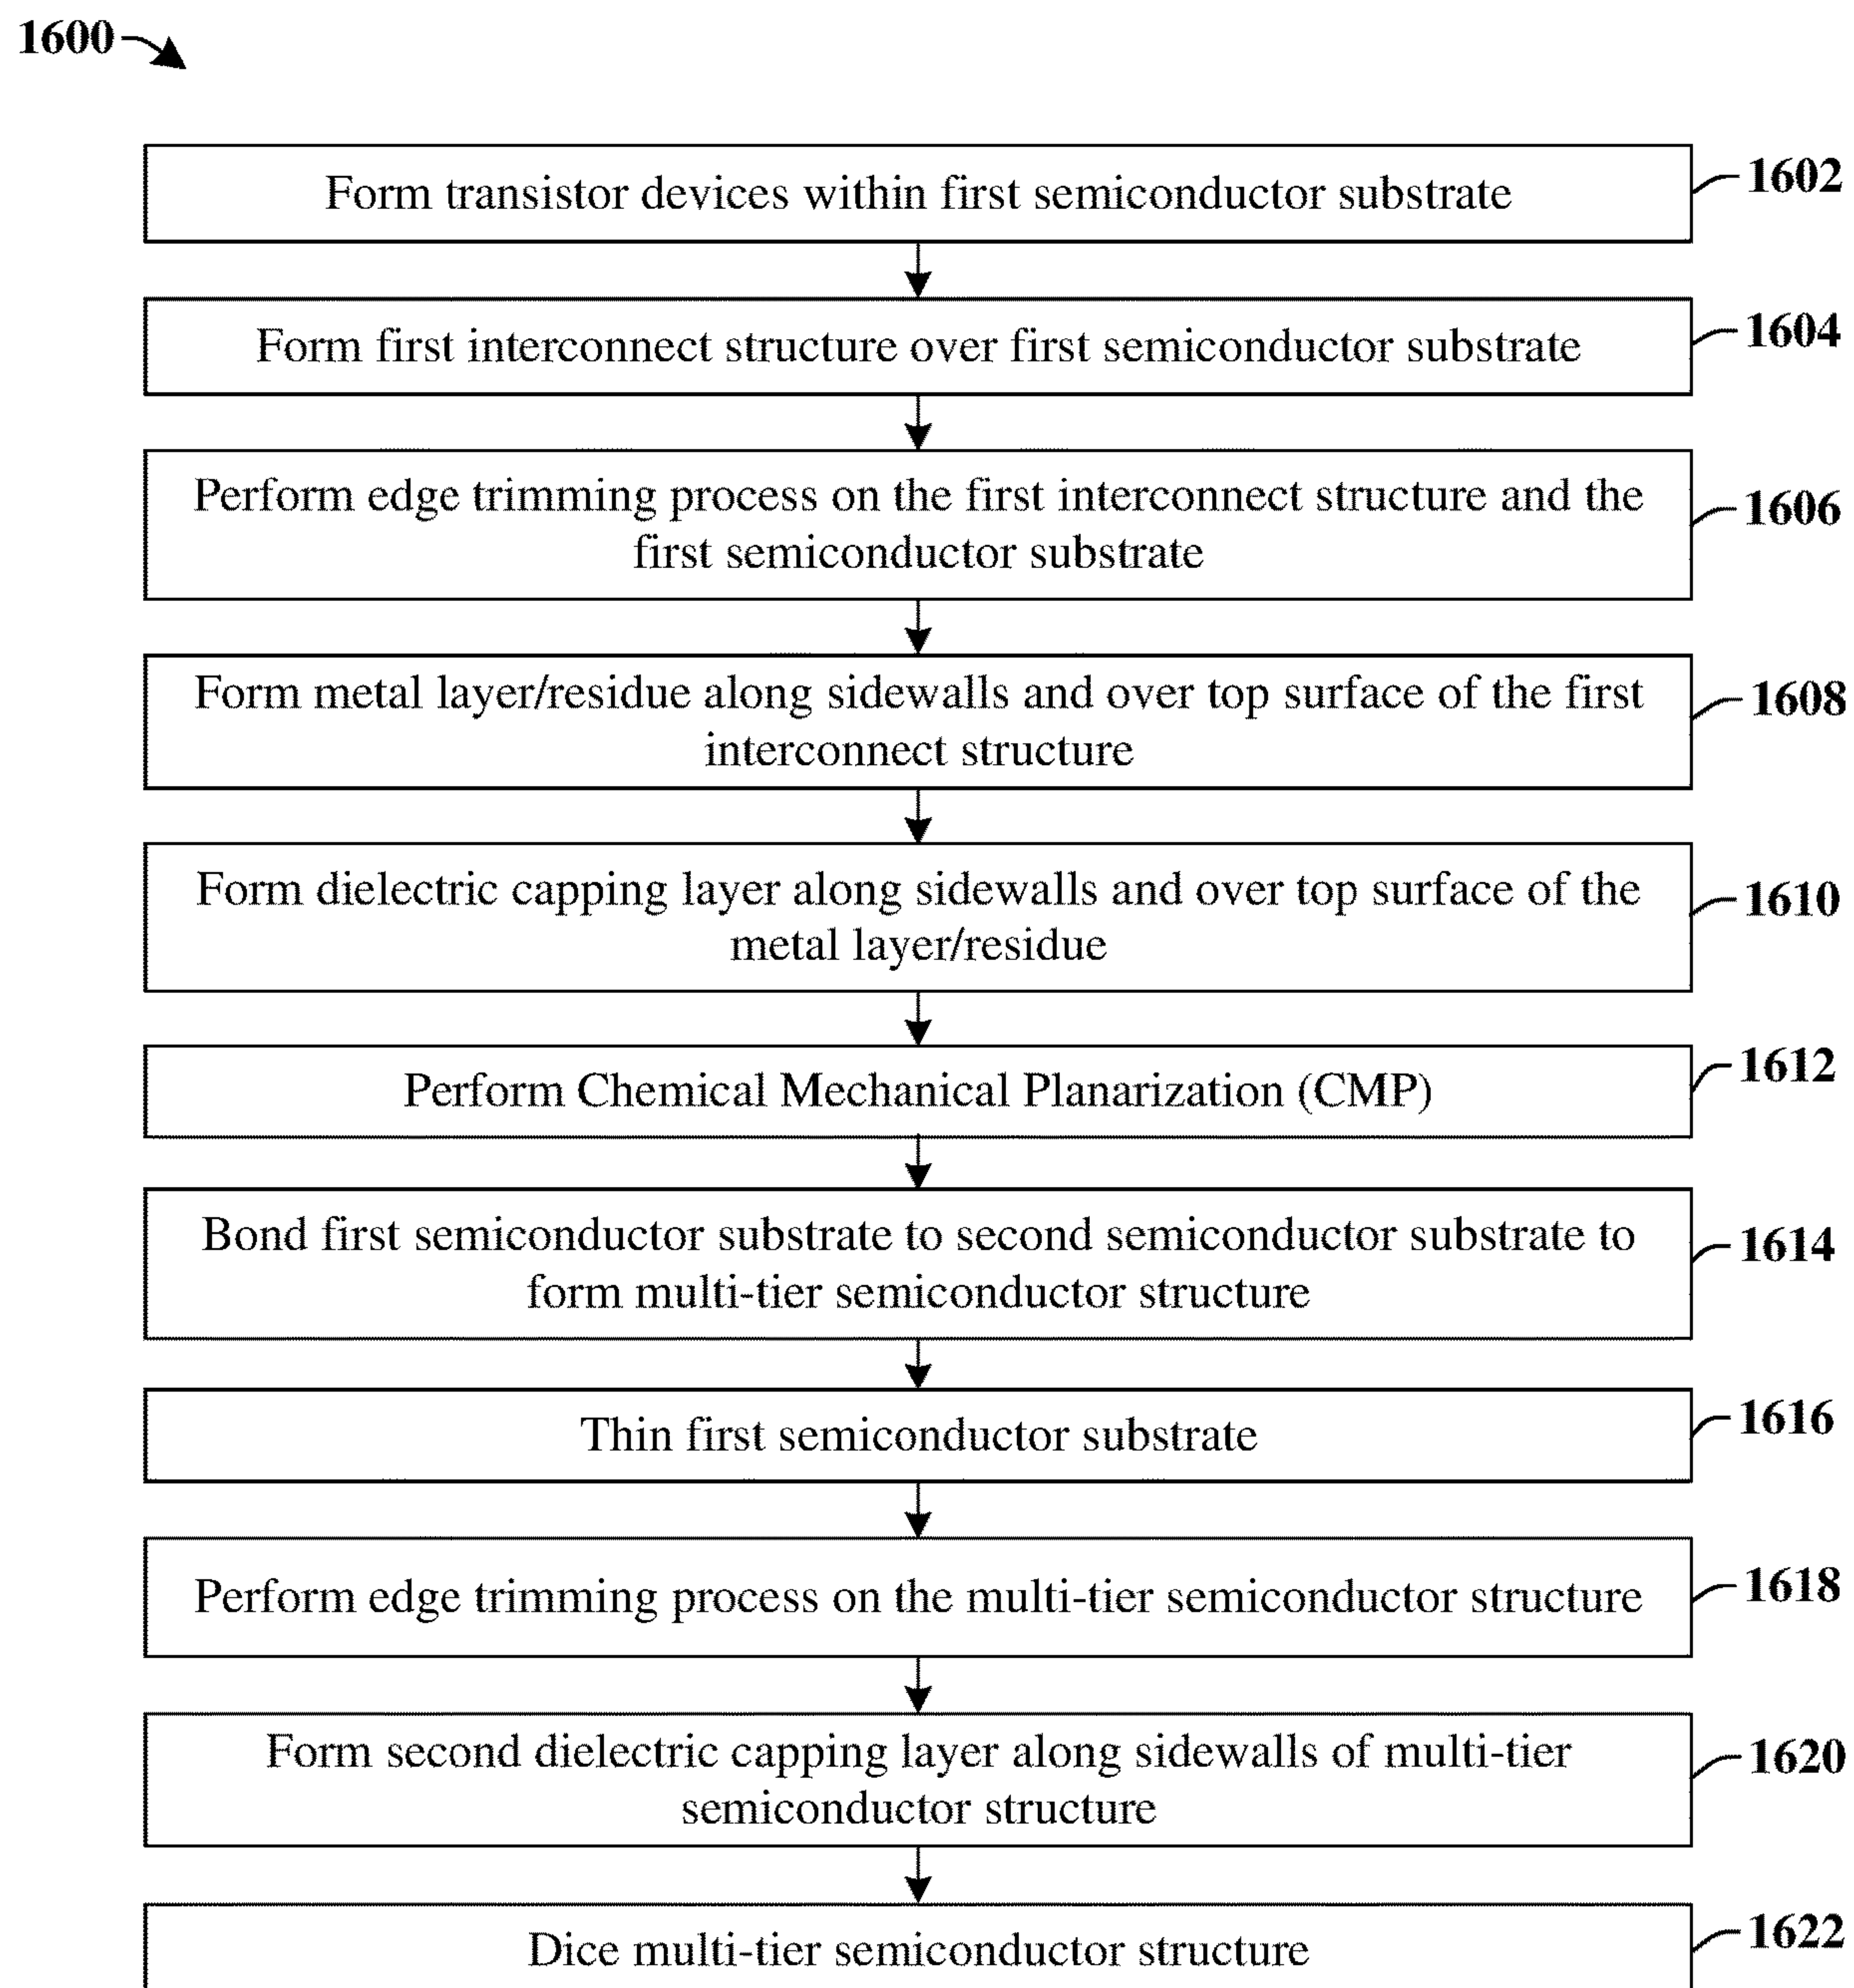 1600
Form transistor devices within first semiconductor substrate
1602
Form first interconnect structure over first semiconductor substrate
1604
Perform edge trimming process on the first interconnect structure and the
first semiconductor substrate
1606
Form metal layer/residue along sidewalls and over top surface of the first
interconnect structure
1608
Form dielectric capping layer along sidewalls and over top surface of the
metal layer/residue
1610
Perform Chemical Mechanical Planarization (CMP)
1612
Bond first semiconductor substrate to second semiconductor substrate to
form multi-tier semiconductor structure
1614
Thin first semiconductor substrate
1616
Perform edge trimming process on the multi-tier semiconductor structure
1618
Form second dielectric capping layer along sidewalls of multi-tier
semiconductor structure
1620
Dice multi-tier semiconductor structure
1622